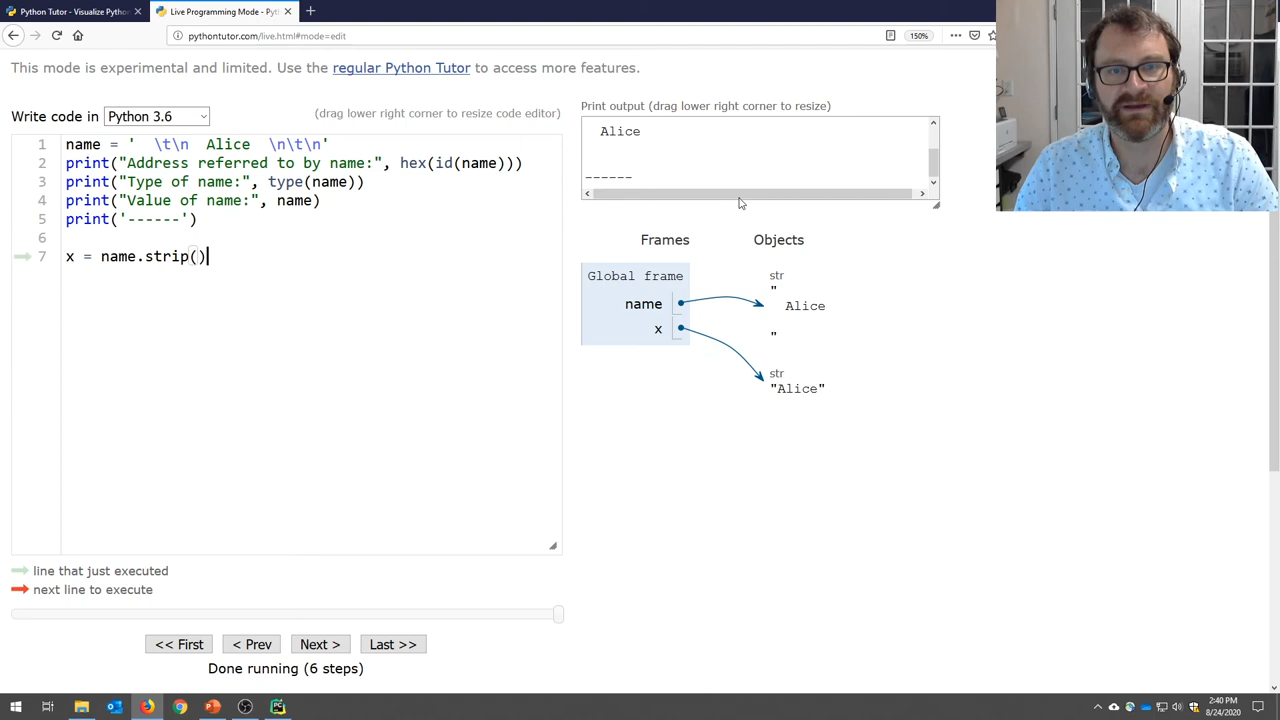 Python Tutor - Visualize Python
Live Programming Mode - Pyt
pythontutor.com/live.html#mode=edit
150%
This mode is experimental and limited. Use the regular Python Tutor to access more features.
Write code in Python 3.6
(drag lower right corner to resize code editor)
1 name = '  \t\n  Alice  \n\t\n'
2 print("Address referred to by name:", hex(id(name)))
3 print("Type of name:", type(name))
4 print("Value of name:", name)
5 print('------')
6
7 x = name.strip()
line that just executed
next line to execute
<< First
< Prev
Next >
Last >>
Done running (6 steps)
Print output (drag lower right corner to resize)
Alice
------
Frames
Objects
Global frame
name
x
str
"
Alice
"
str
"Alice"
2:40 PM
8/24/2020